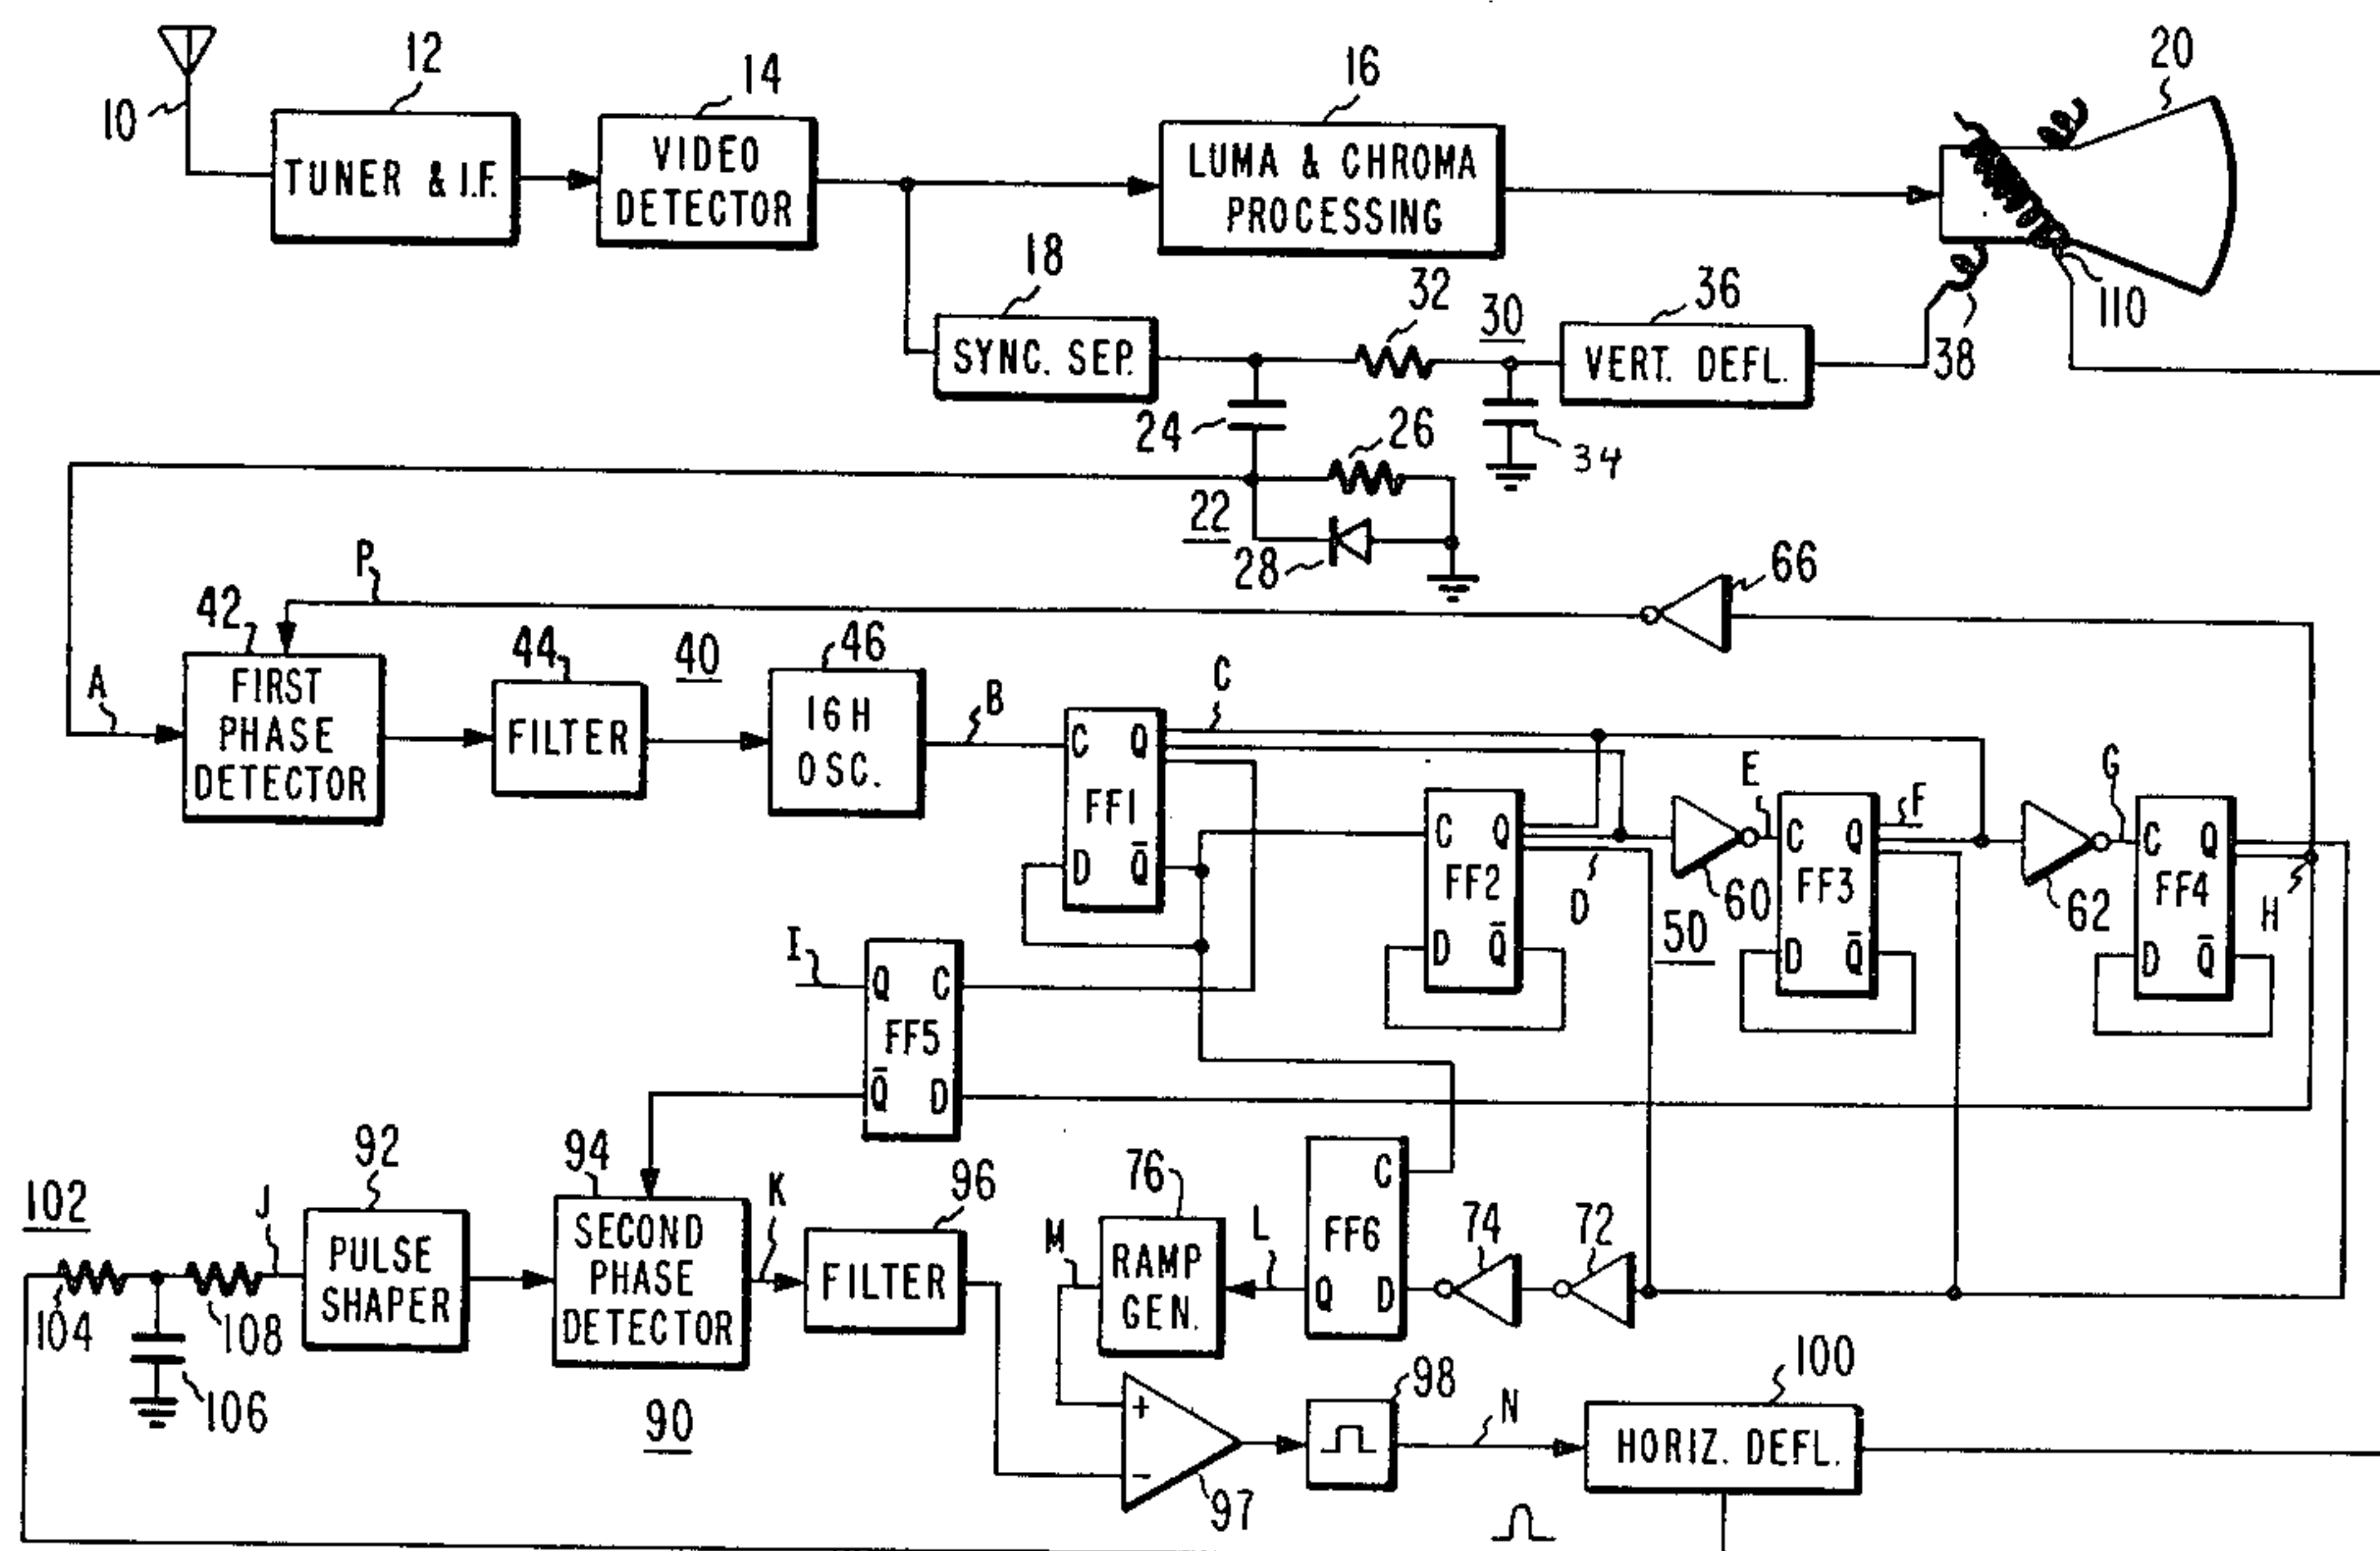 10
12
TUNER & I.F.
14
VIDEO
DETECTOR
16
LUMA & CHROMA
PROCESSING
20
18
SYNC. SEP.
32
30
36
VERT. DEFL.
38
110
24
26
34
22
28
P
66
42
A
FIRST
PHASE
DETECTOR
44
FILTER
40
46
16H
OSC.
B
C
C Q
FF1
D Q̄
C Q
FF2
D Q̄
D
E
60
50
F
C Q
FF3
D Q̄
G
62
C Q
FF4
D Q̄
H
I
Q C
FF5
Q̄ D
102
104
106
108
J
92
PULSE
SHAPER
94
SECOND
PHASE
DETECTOR
K
96
FILTER
90
M
76
RAMP
GEN.
L
C
FF6
Q D
74
72
+
−
97
98
N
100
HORIZ. DEFL.